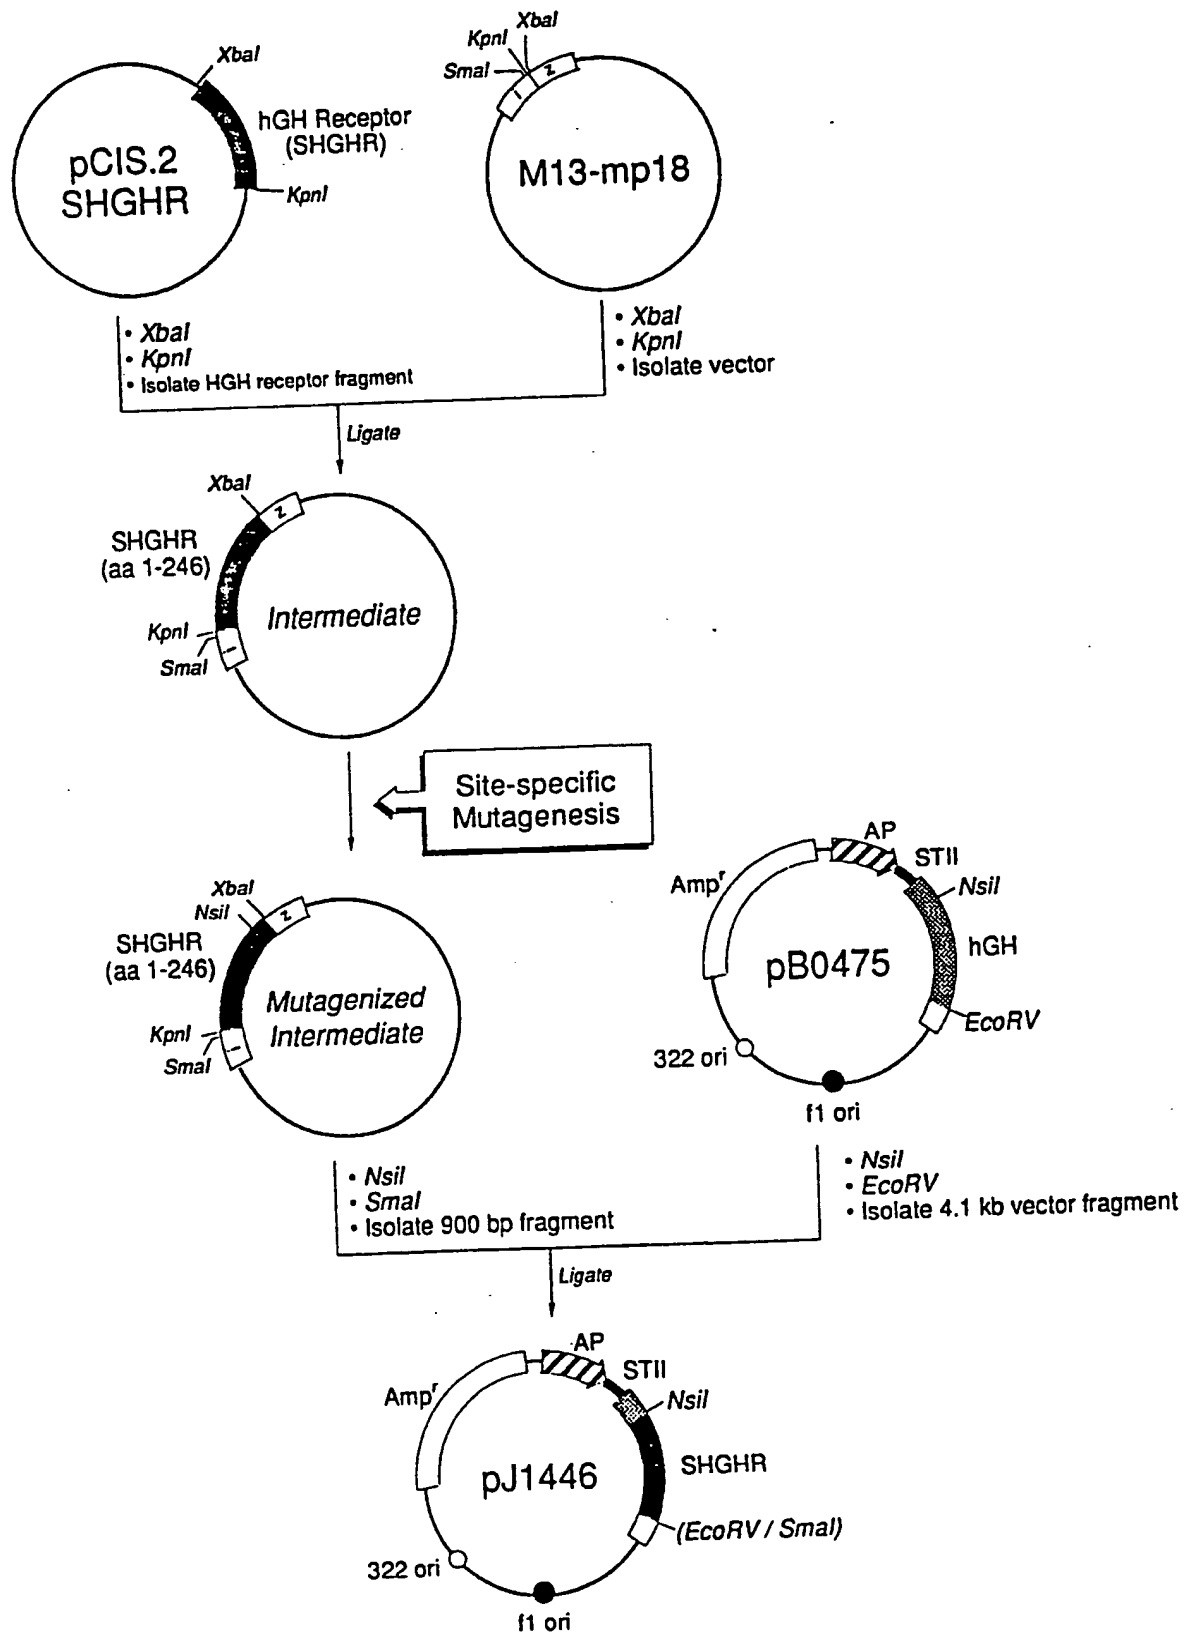 XbaI
hGH Receptor
(SHGHR)
pCIS.2
SHGHR
KpnI
XbaI
KpnI
SmaI
Z
I
M13-mp18
• XbaI
• KpnI
• Isolate HGH receptor fragment
• XbaI
• KpnI
• Isolate vector
Ligate
XbaI
Z
SHGHR
(aa 1-246)
Intermediate
KpnI
SmaI
I
Site-specific
Mutagenesis
XbaI
NsiI
Z
SHGHR
(aa 1-246)
Mutagenized
Intermediate
KpnI
SmaI
I
AP
STII
Ampr
NsiI
hGH
pB0475
EcoRV
322 ori
f1 ori
• NsiI
• SmaI
• Isolate 900 bp fragment
• NsiI
• EcoRV
• Isolate 4.1 kb vector fragment
Ligate
AP
STII
Ampr
NsiI
SHGHR
pJ1446
(EcoRV / SmaI)
322 ori
f1 ori